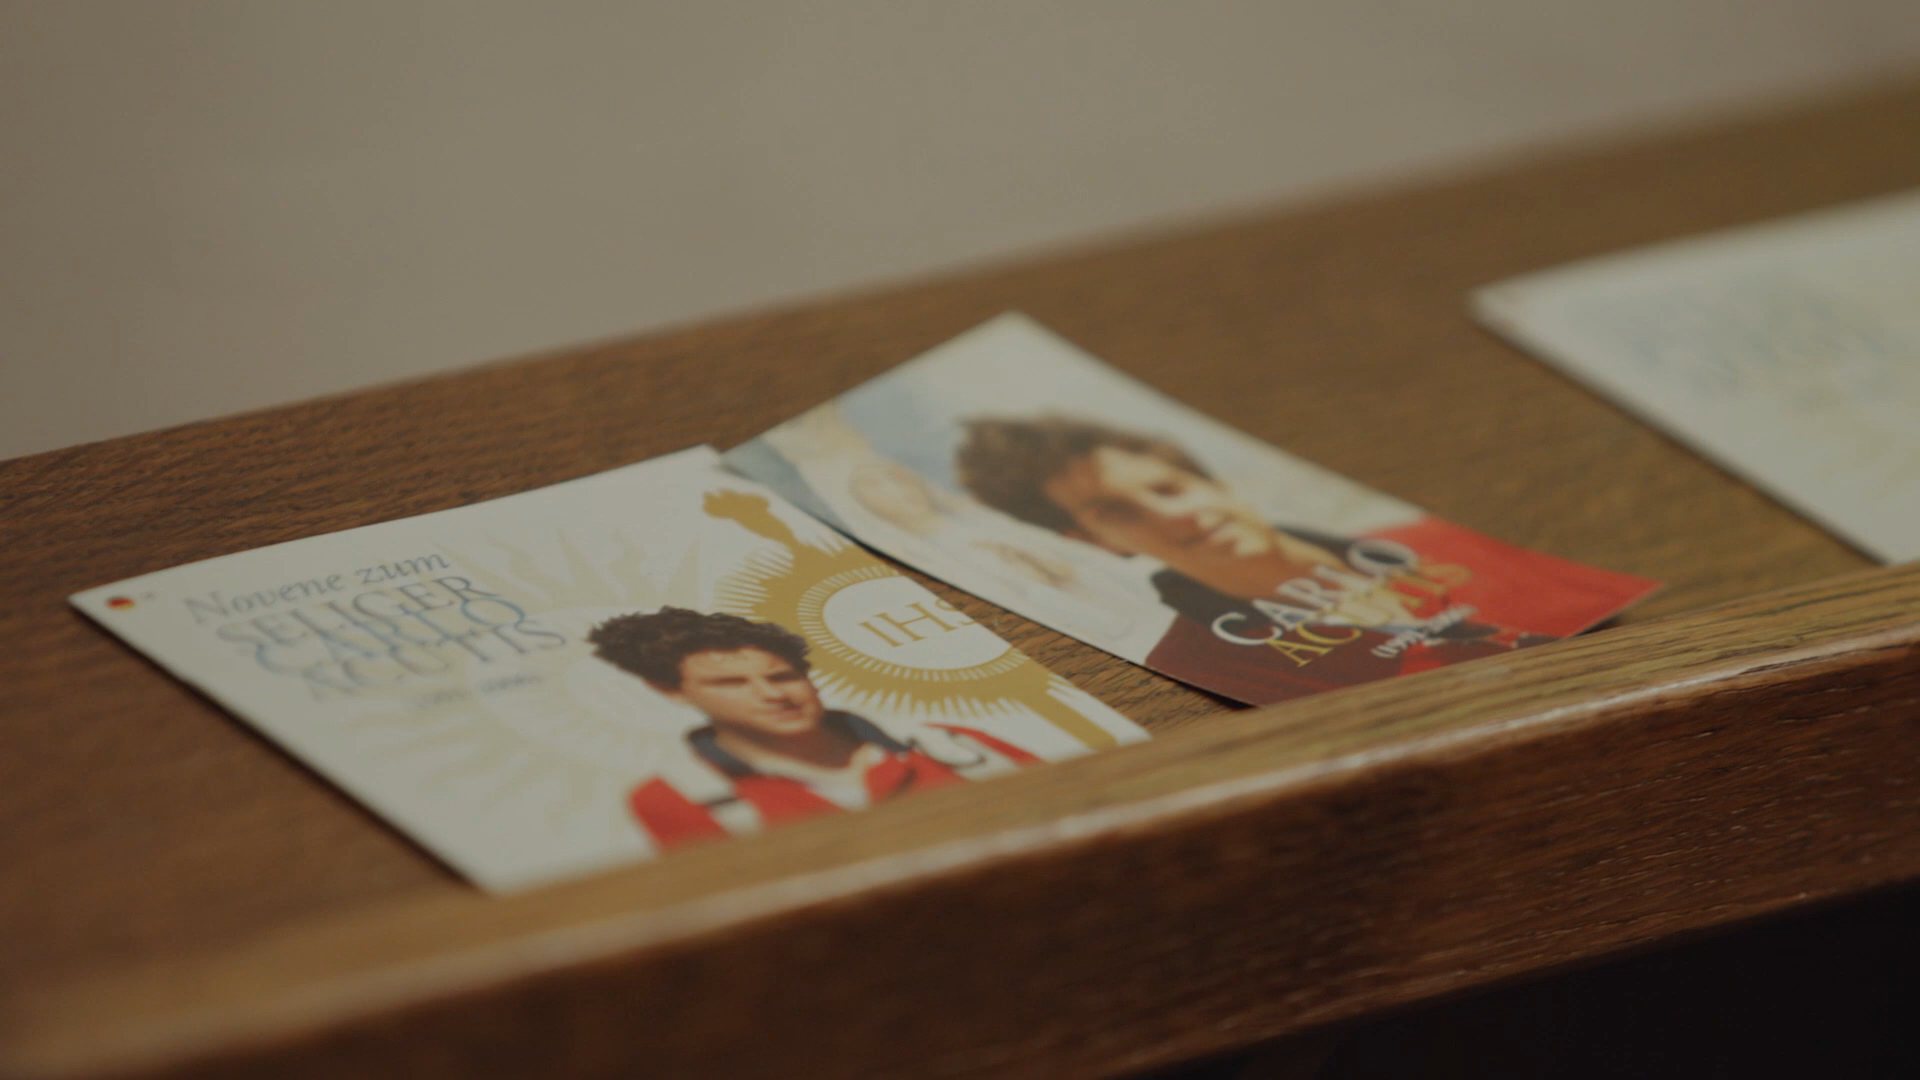 Novene zum
SELIGER
CARLO
ACUTIS
IHS
CARLO
ACUTIS